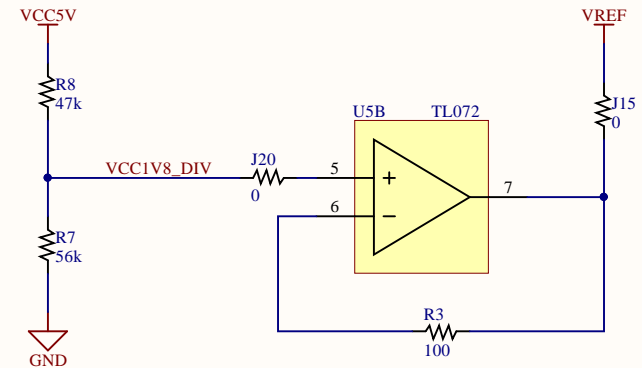 VCC5V
VREF
R8
47k
J15
0
U5B
TL072
VCC1V8_DIV
J20
0
5
+
6
−
7
R7
56k
R3
100
GND